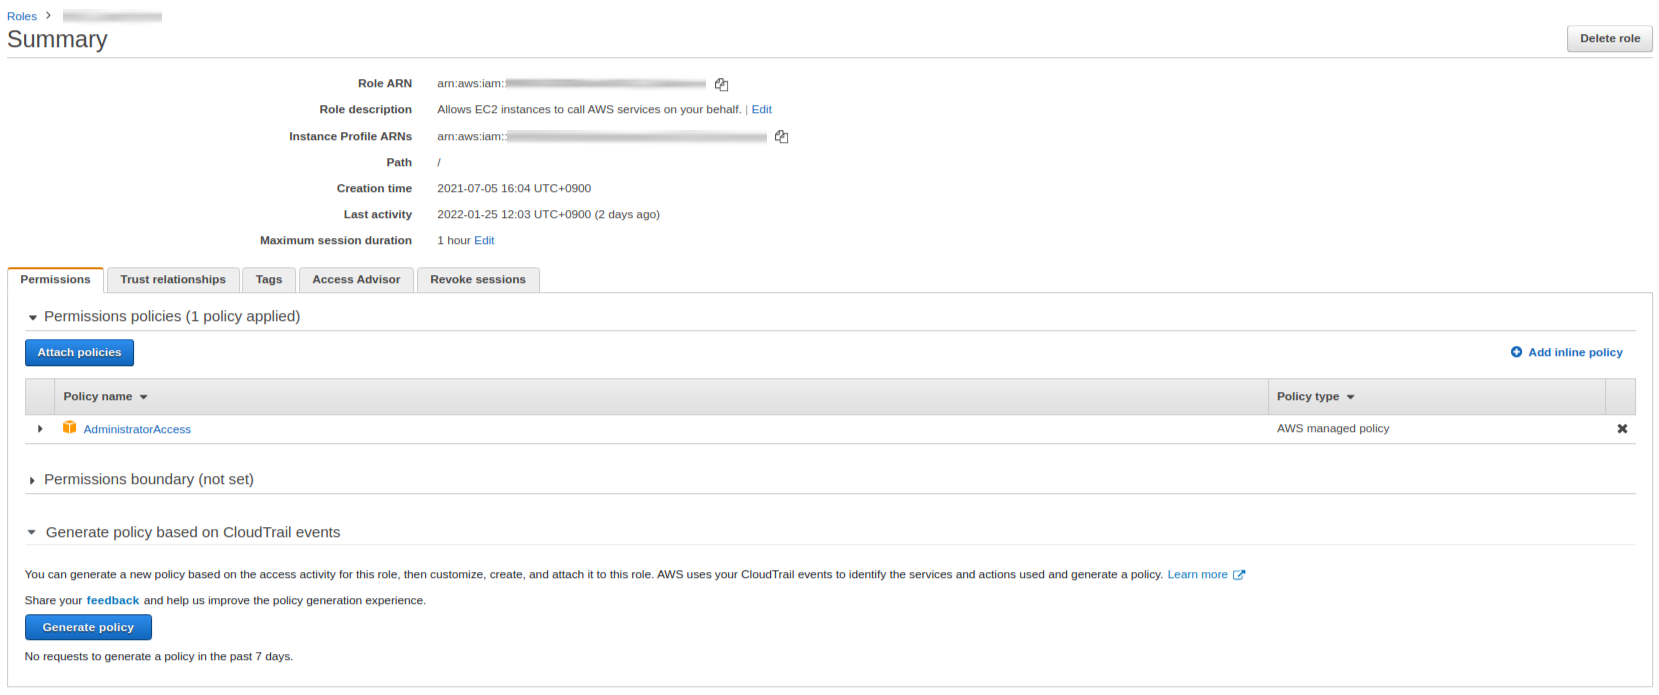 Roles
Summary
Delete role
Role ARN arn:aws:iam:
Role description Allows EC2 instances to call AWS services on your behalf. | Edit
Instance Profile ARNs arn:aws:iam::
Path /
Creation time 2021-07-05 16:04 UTC+0900
Last activity 2022-01-25 12:03 UTC+0900 (2 days ago)
Maximum session duration 1 hour Edit
Permissions Trust relationships Tags Access Advisor Revoke sessions
Permissions policies (1 policy applied)
Attach policies Add inline policy
Policy name Policy type
AdministratorAccess AWS managed policy
Permissions boundary (not set)
Generate policy based on CloudTrail events
You can generate a new policy based on the access activity for this role, then customize, create, and attach it to this role. AWS uses your CloudTrail events to identify the services and actions used and generate a policy. Learn more
Share your feedback and help us improve the policy generation experience.
Generate policy
No requests to generate a policy in the past 7 days.